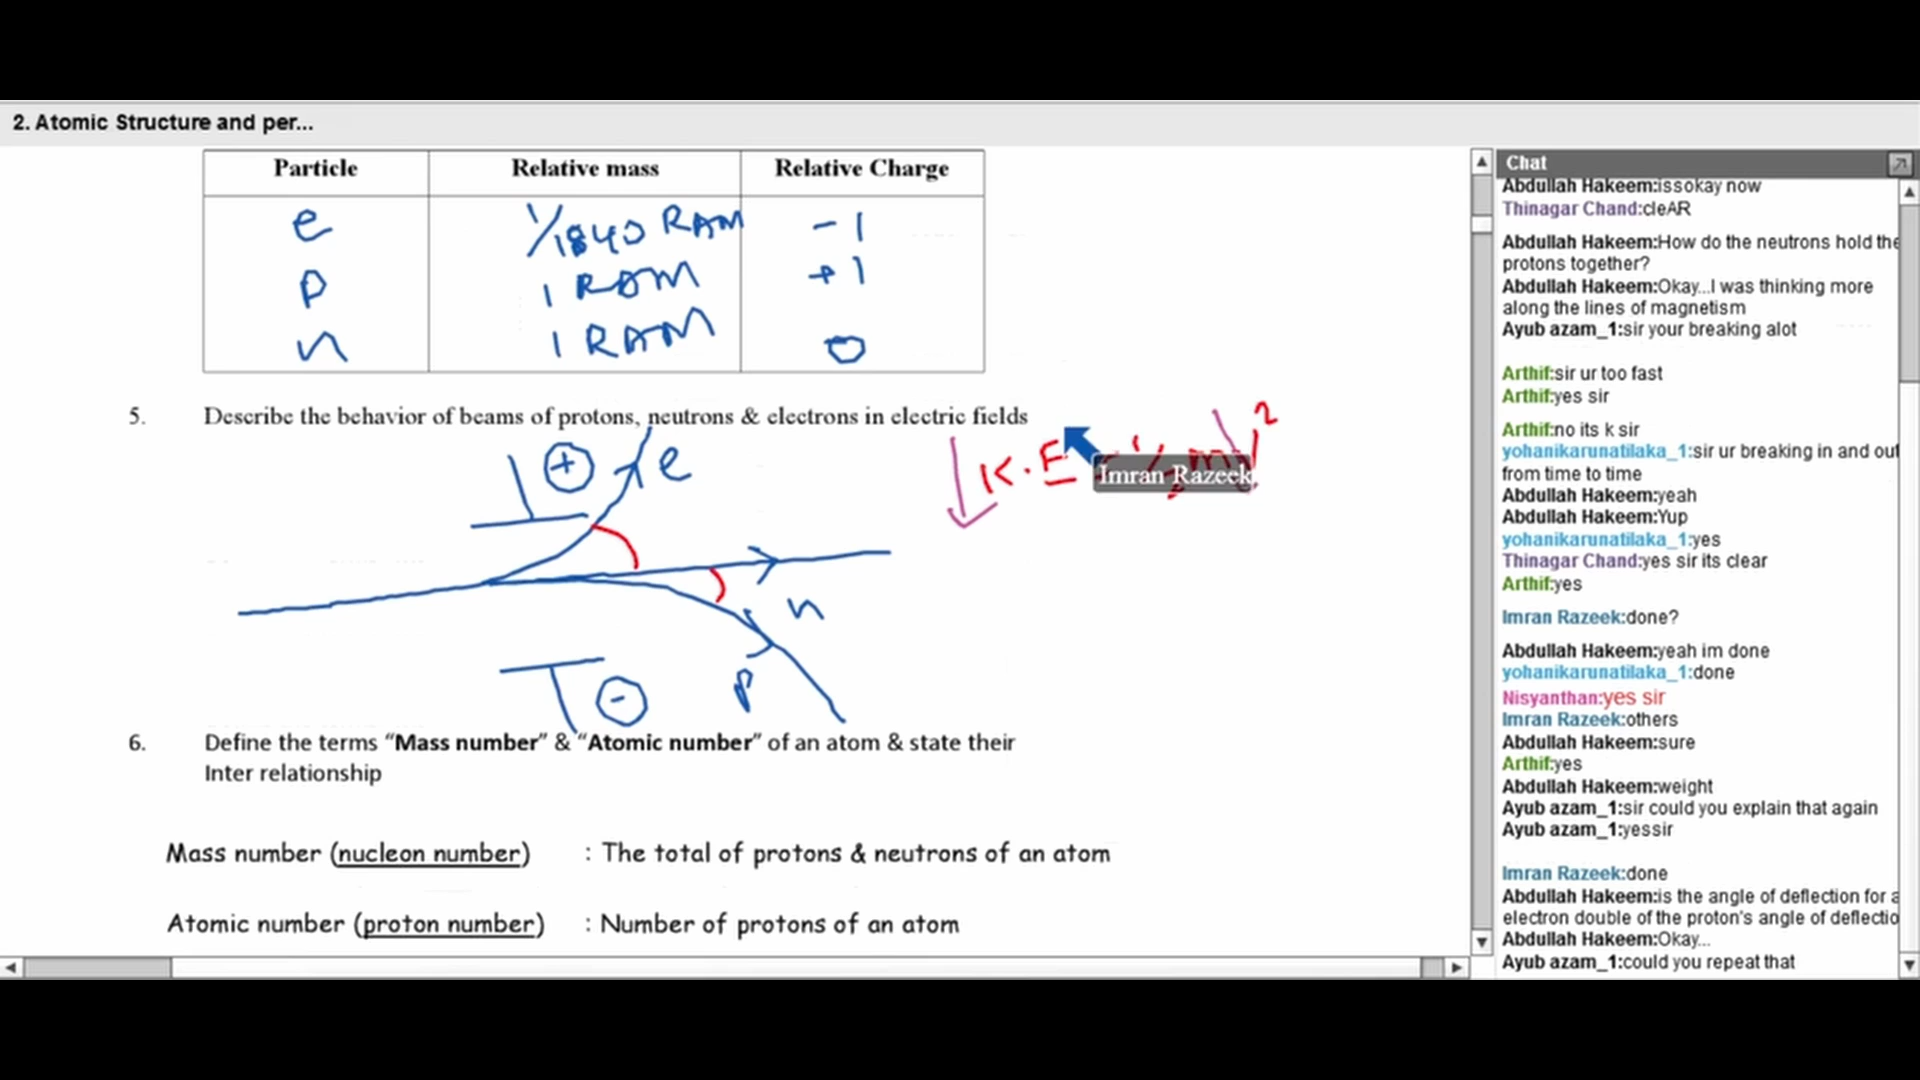 2. Atomic Structure and per...
Particle Relative mass Relative Charge
e 1/1840 RAM -1
p 1 RAM +1
n 1 RAM 0
5. Describe the behavior of beams of protons, neutrons & electrons in electric fields
+ e
K.E ½ m 2
Imran Razeek
n
- p
6. Define the terms “Mass number” & “Atomic number” of an atom & state their
Inter relationship
Mass number (nucleon number) : The total of protons & neutrons of an atom
Atomic number (proton number) : Number of protons of an atom
Chat
Abdullah Hakeem:issokay now
Thinagar Chand:cleAR
Abdullah Hakeem:How do the neutrons hold the
protons together?
Abdullah Hakeem:Okay...I was thinking more
along the lines of magnetism
Ayub azam_1:sir your breaking alot
Arthif:sir ur too fast
Arthif:yes sir
Arthif:no its k sir
yohanikarunatilaka_1:sir ur breaking in and out
from time to time
Abdullah Hakeem:yeah
Abdullah Hakeem:Yup
yohanikarunatilaka_1:yes
Thinagar Chand:yes sir its clear
Arthif:yes
Imran Razeek:done?
Abdullah Hakeem:yeah im done
yohanikarunatilaka_1:done
Nisyanthan:yes sir
Imran Razeek:others
Abdullah Hakeem:sure
Arthif:yes
Abdullah Hakeem:weight
Ayub azam_1:sir could you explain that again
Ayub azam_1:yessir
Imran Razeek:done
Abdullah Hakeem:is the angle of deflection for a
electron double of the proton's angle of deflectio
Abdullah Hakeem:Okay...
Ayub azam_1:could you repeat that